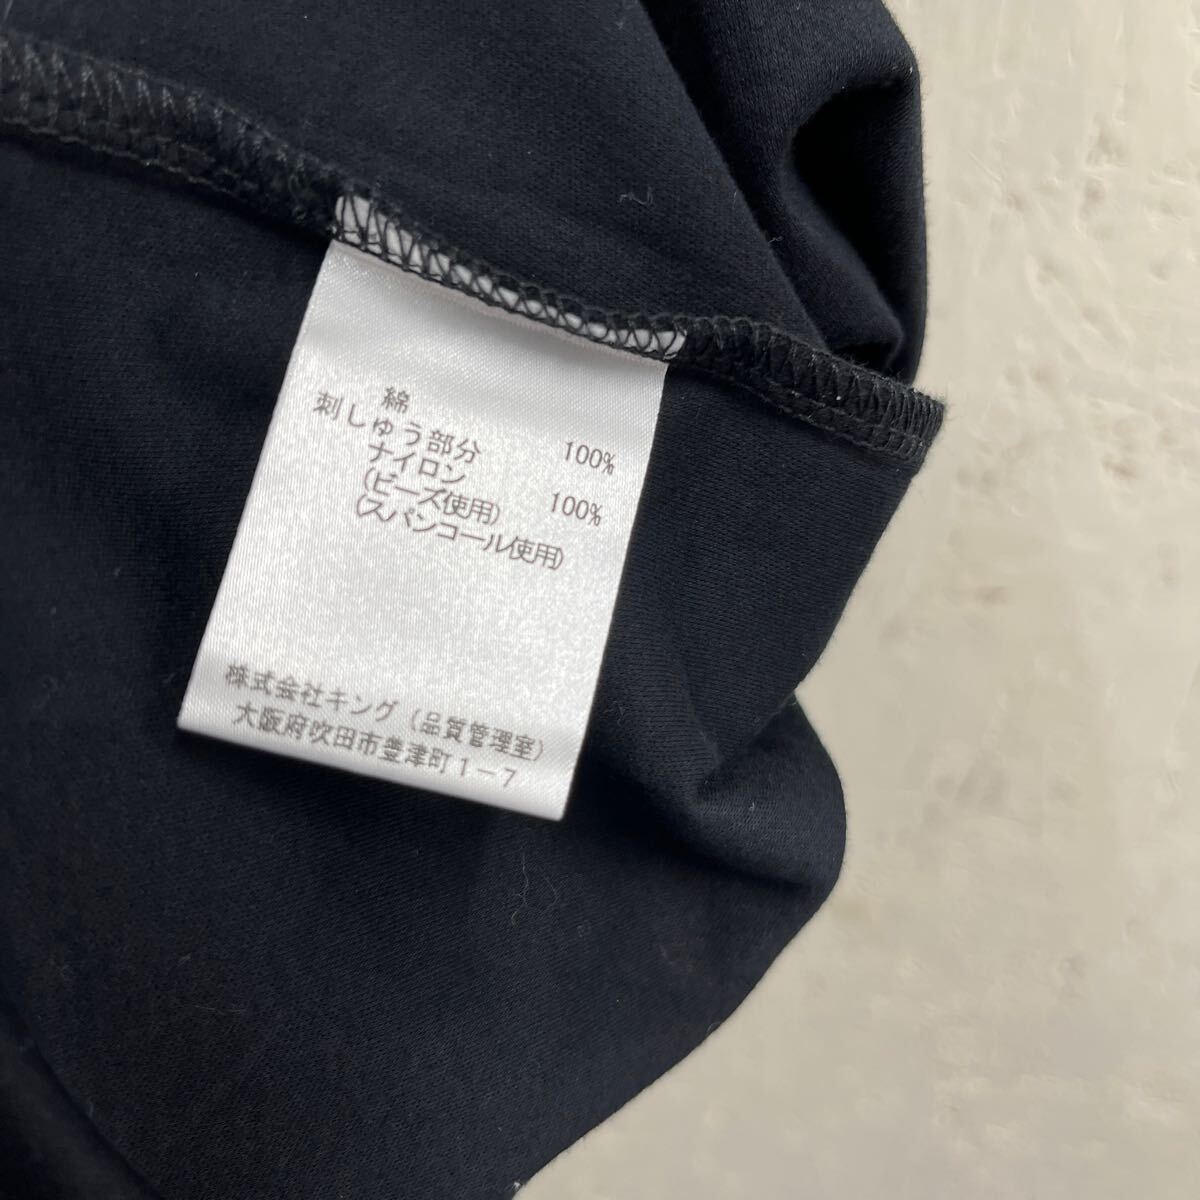 綿 100%
刺しゅう部分
ナイロン 100%
(ビーズ使用)
(スパンコール使用)
株式会社キング(品質管理室)
大阪府吹田市豊津町1-7